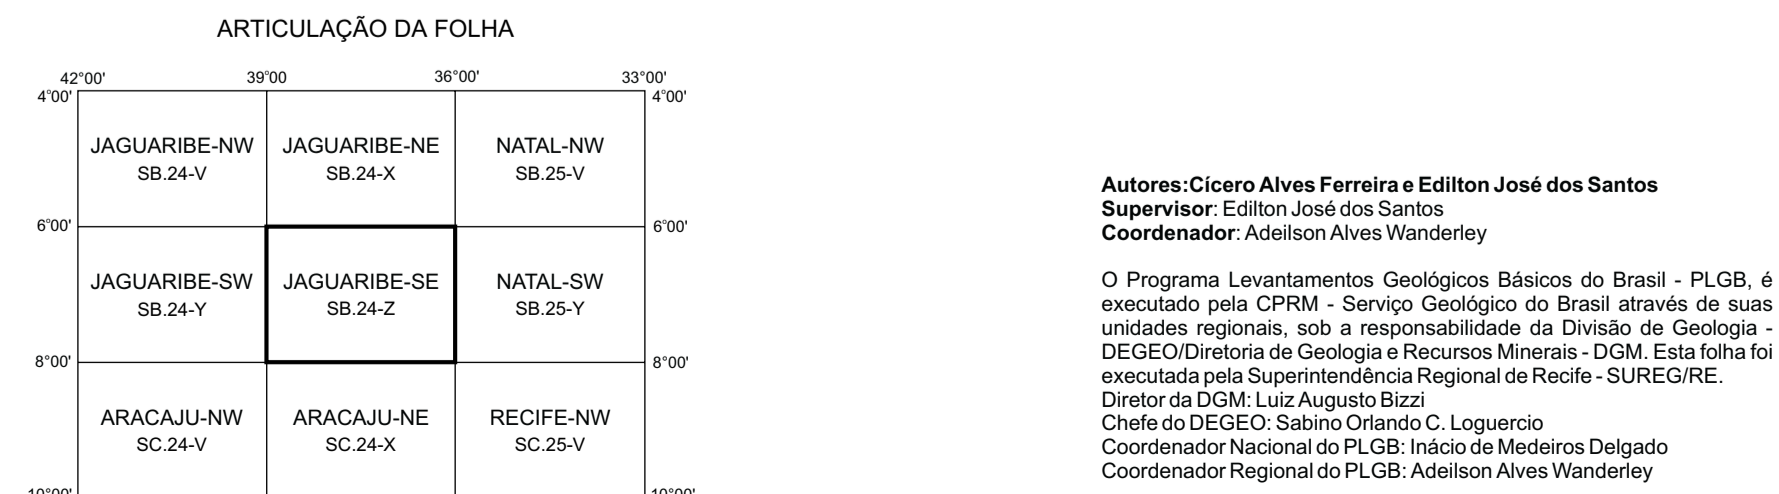 ARTICULAÇÃO DA FOLHA
42°00' 39°00 36°00' 33°00'
4°00' 4°00'
JAGUARIBE-NW JAGUARIBE-NE NATAL-NW
SB.24-V SB.24-X SB.25-V
6°00' 6°00'
JAGUARIBE-SW JAGUARIBE-SE NATAL-SW
SB.24-Y SB.24-Z SB.25-Y
8°00' 8°00'
ARACAJU-NW ARACAJU-NE RECIFE-NW
SC.24-V SC.24-X SC.25-V
10°00' 10°00'
Autores:Cícero Alves Ferreira e Edilton José dos Santos
Supervisor: Edilton José dos Santos
Coordenador: Adeilson Alves Wanderley
O Programa Levantamentos Geológicos Básicos do Brasil - PLGB, é
executado pela CPRM - Serviço Geológico do Brasil através de suas
unidades regionais, sob a responsabilidade da Divisão de Geologia -
DEGEO/Diretoria de Geologia e Recursos Minerais - DGM. Esta folha foi
executada pela Superintendência Regional de Recife - SUREG/RE.
Diretor da DGM: Luiz Augusto Bizzi
Chefe do DEGEO: Sabino Orlando C. Loguercio
Coordenador Nacional do PLGB: Inácio de Medeiros Delgado
Coordenador Regional do PLGB: Adeilson Alves Wanderley